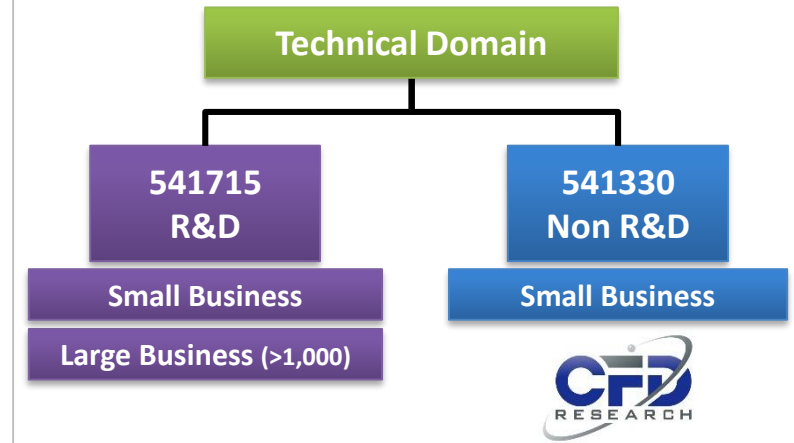 Technical Domain
541715
R&D
541330
Non R&D
Small Business
Small Business
Large Business (>1,000)
CFD
RESEARCH